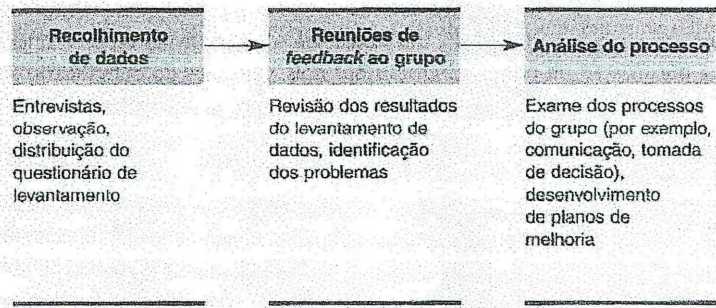 Recolhimento
de dados
Reuniões de
feedback ao grupo
Análise do processo
Entrevistas,
observação,
distribuição do
questionário de
levantamento
Revisão dos resultados
do levantamento de
dados, identificação
dos problemas
Exame dos processos
do grupo (por exemplo,
comunicação, tomada
de decisão),
desenvolvimento
de planos de
melhoria